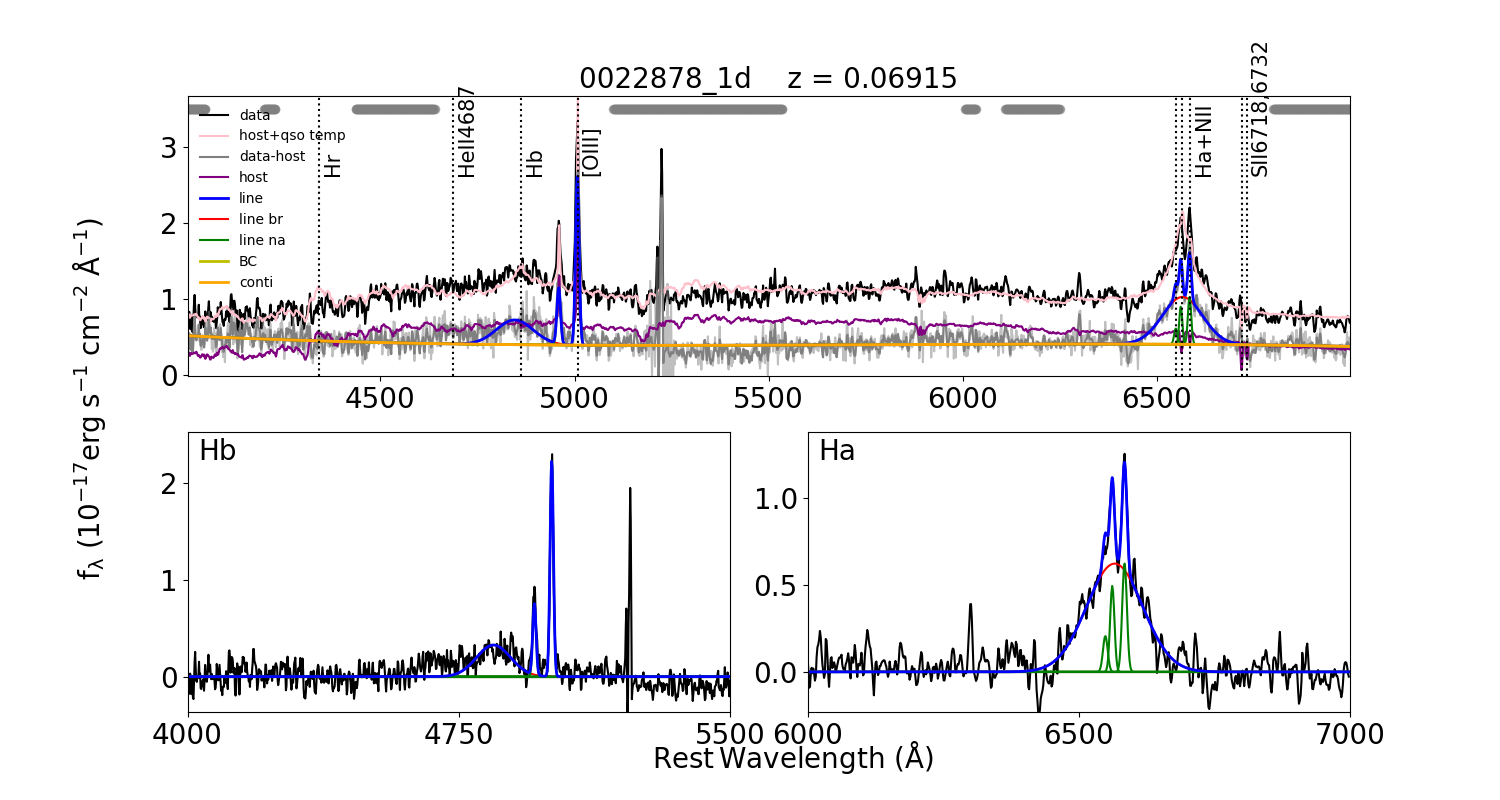 0022878_1d z = 0.06915
data
host+qso temp
data-host
host
line
line br
line na
BC
conti
Hr
HeII4687
Hb
[OIII]
Ha+NII
SII6718,6732
0
1
2
3
4500
5000
5500
6000
6500
fλ (10⁻¹⁷erg s⁻¹ cm⁻² Å⁻¹)
Hb
0
1
2
4000
4750
5500
Ha
0.0
0.5
1.0
6000
6500
7000
Rest Wavelength (Å)